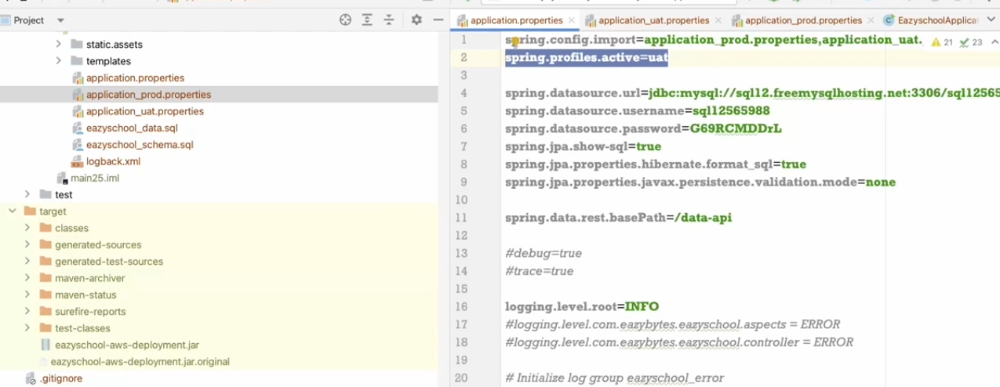 Project
static.assets
templates
application.properties
application_prod.properties
application_uat.properties
eazyschool_data.sql
eazyschool_schema.sql
logback.xml
main25.iml
test
target
classes
generated-sources
generated-test-sources
maven-archiver
maven-status
surefire-reports
test-classes
eazyschool-aws-deployment.jar
eazyschool-aws-deployment.jar.original
.gitignore
application.properties application_uat.properties application_prod.properties EazyschoolApplicat
1 spring.config.import=application_prod.properties,application_uat. 21 23
2 spring.profiles.active=uat
3
4 spring.datasource.url=jdbc:mysql://sql12.freemysqlhosting.net:3306/sql12565
5 spring.datasource.username=sql12565988
6 spring.datasource.password=G69RCMDDrL
7 spring.jpa.show-sql=true
8 spring.jpa.properties.hibernate.format_sql=true
9 spring.jpa.properties.javax.persistence.validation.mode=none
10
11 spring.data.rest.basePath=/data-api
12
13 #debug=true
14 #trace=true
15
16 logging.level.root=INFO
17 #logging.level.com.eazybytes.eazyschool.aspects = ERROR
18 #logging.level.com.eazybytes.eazyschool.controller = ERROR
19
20 # Initialize log group eazyschool_error